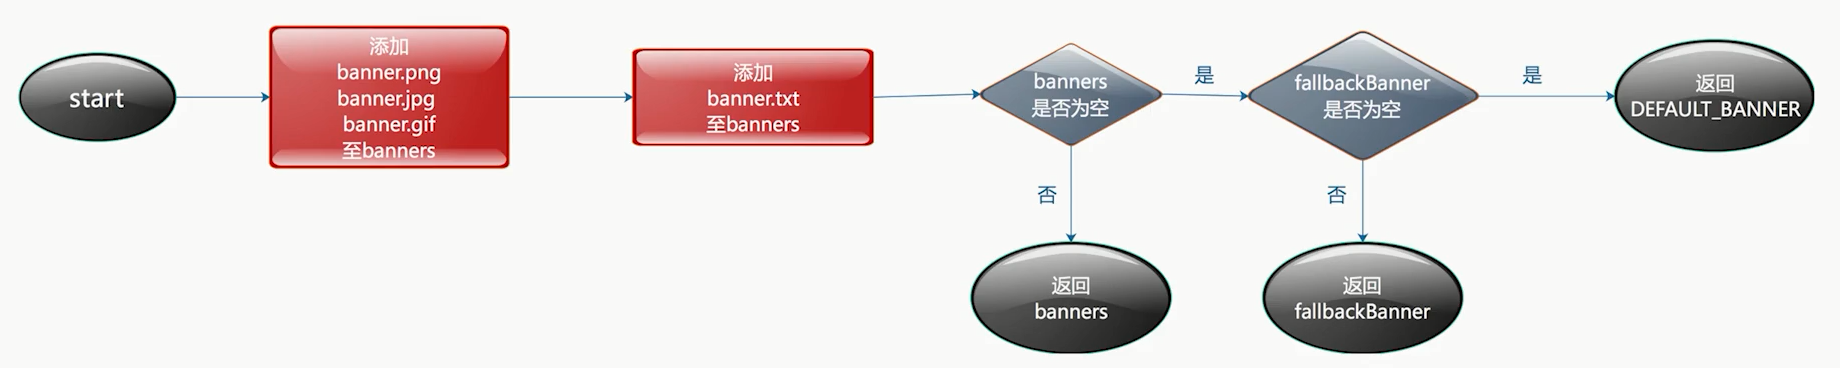 start
添加
banner.png
banner.jpg
banner.gif
至banners
添加
banner.txt
至banners
banners
是否为空
是
fallbackBanner
是否为空
是
返回
DEFAULT_BANNER
否
否
返回
banners
返回
fallbackBanner